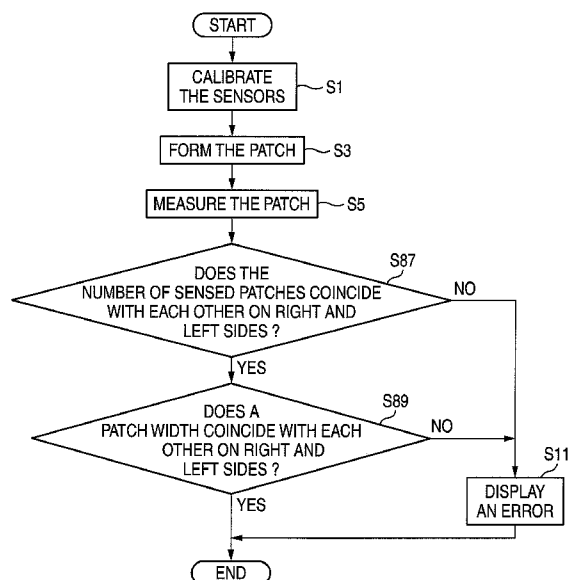 START
CALIBRATE
THE SENSORS
S1
FORM THE PATCH
S3
MEASURE THE PATCH
S5
S87
DOES THE
NUMBER OF SENSED PATCHES COINCIDE
WITH EACH OTHER ON RIGHT AND
LEFT SIDES ?
NO
YES
S89
DOES A
PATCH WIDTH COINCIDE WITH EACH
OTHER ON RIGHT AND
LEFT SIDES ?
NO
YES
S11
DISPLAY
AN ERROR
END